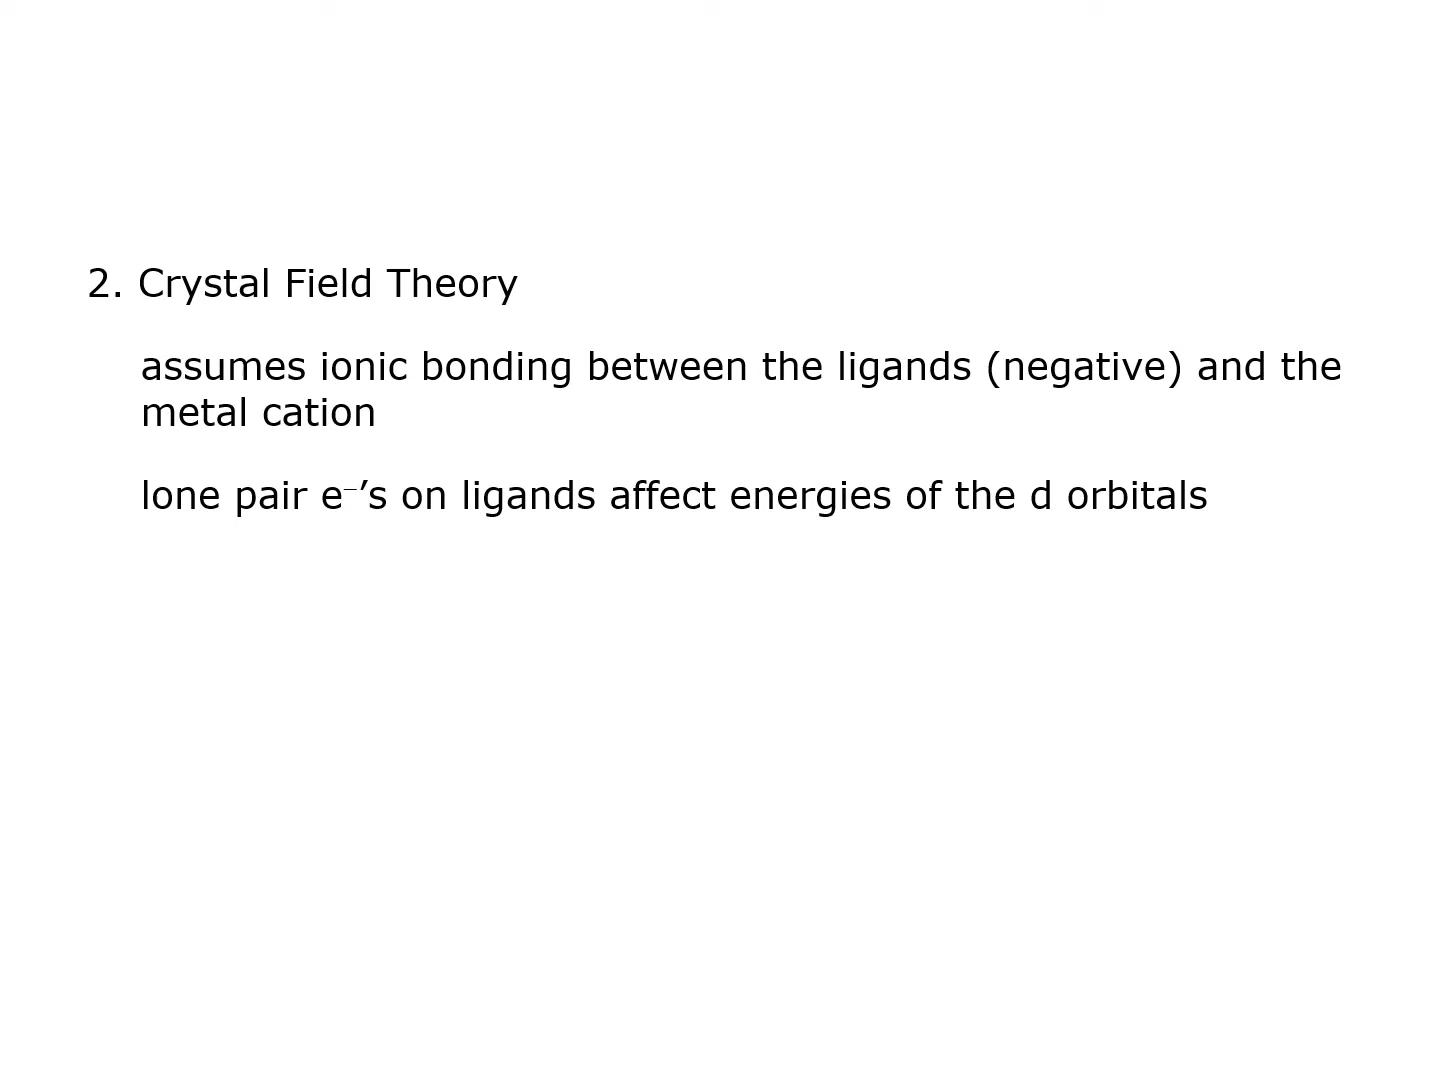 2. Crystal Field Theory
assumes ionic bonding between the ligands (negative) and the
metal cation
lone pair e⁻’s on ligands affect energies of the d orbitals